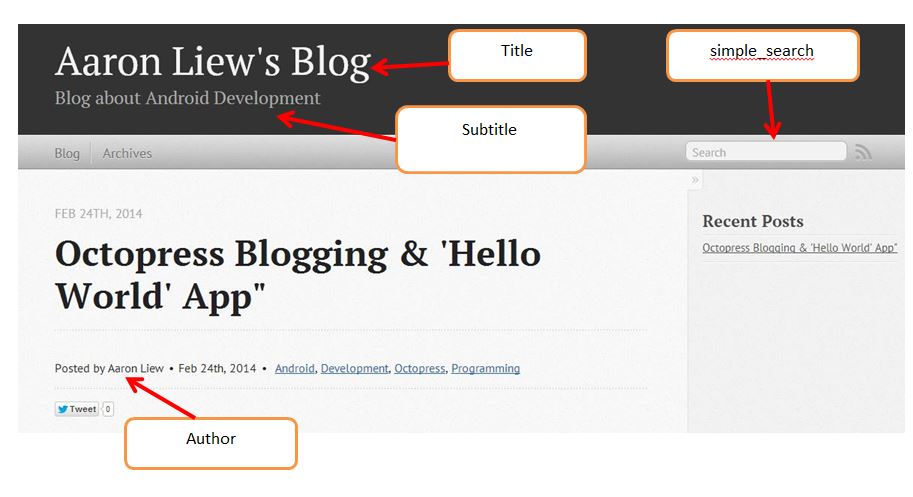 Aaron Liew's Blog
Title
simple_search
Blog about Android Development
Subtitle
Blog
Archives
Search
»
FEB 24TH, 2014
Recent Posts
Octopress Blogging & 'Hello World' App"
Octopress Blogging & 'Hello
World' App"
Posted by Aaron Liew • Feb 24th, 2014 • Android, Development, Octopress, Programming
Tweet 0
Author